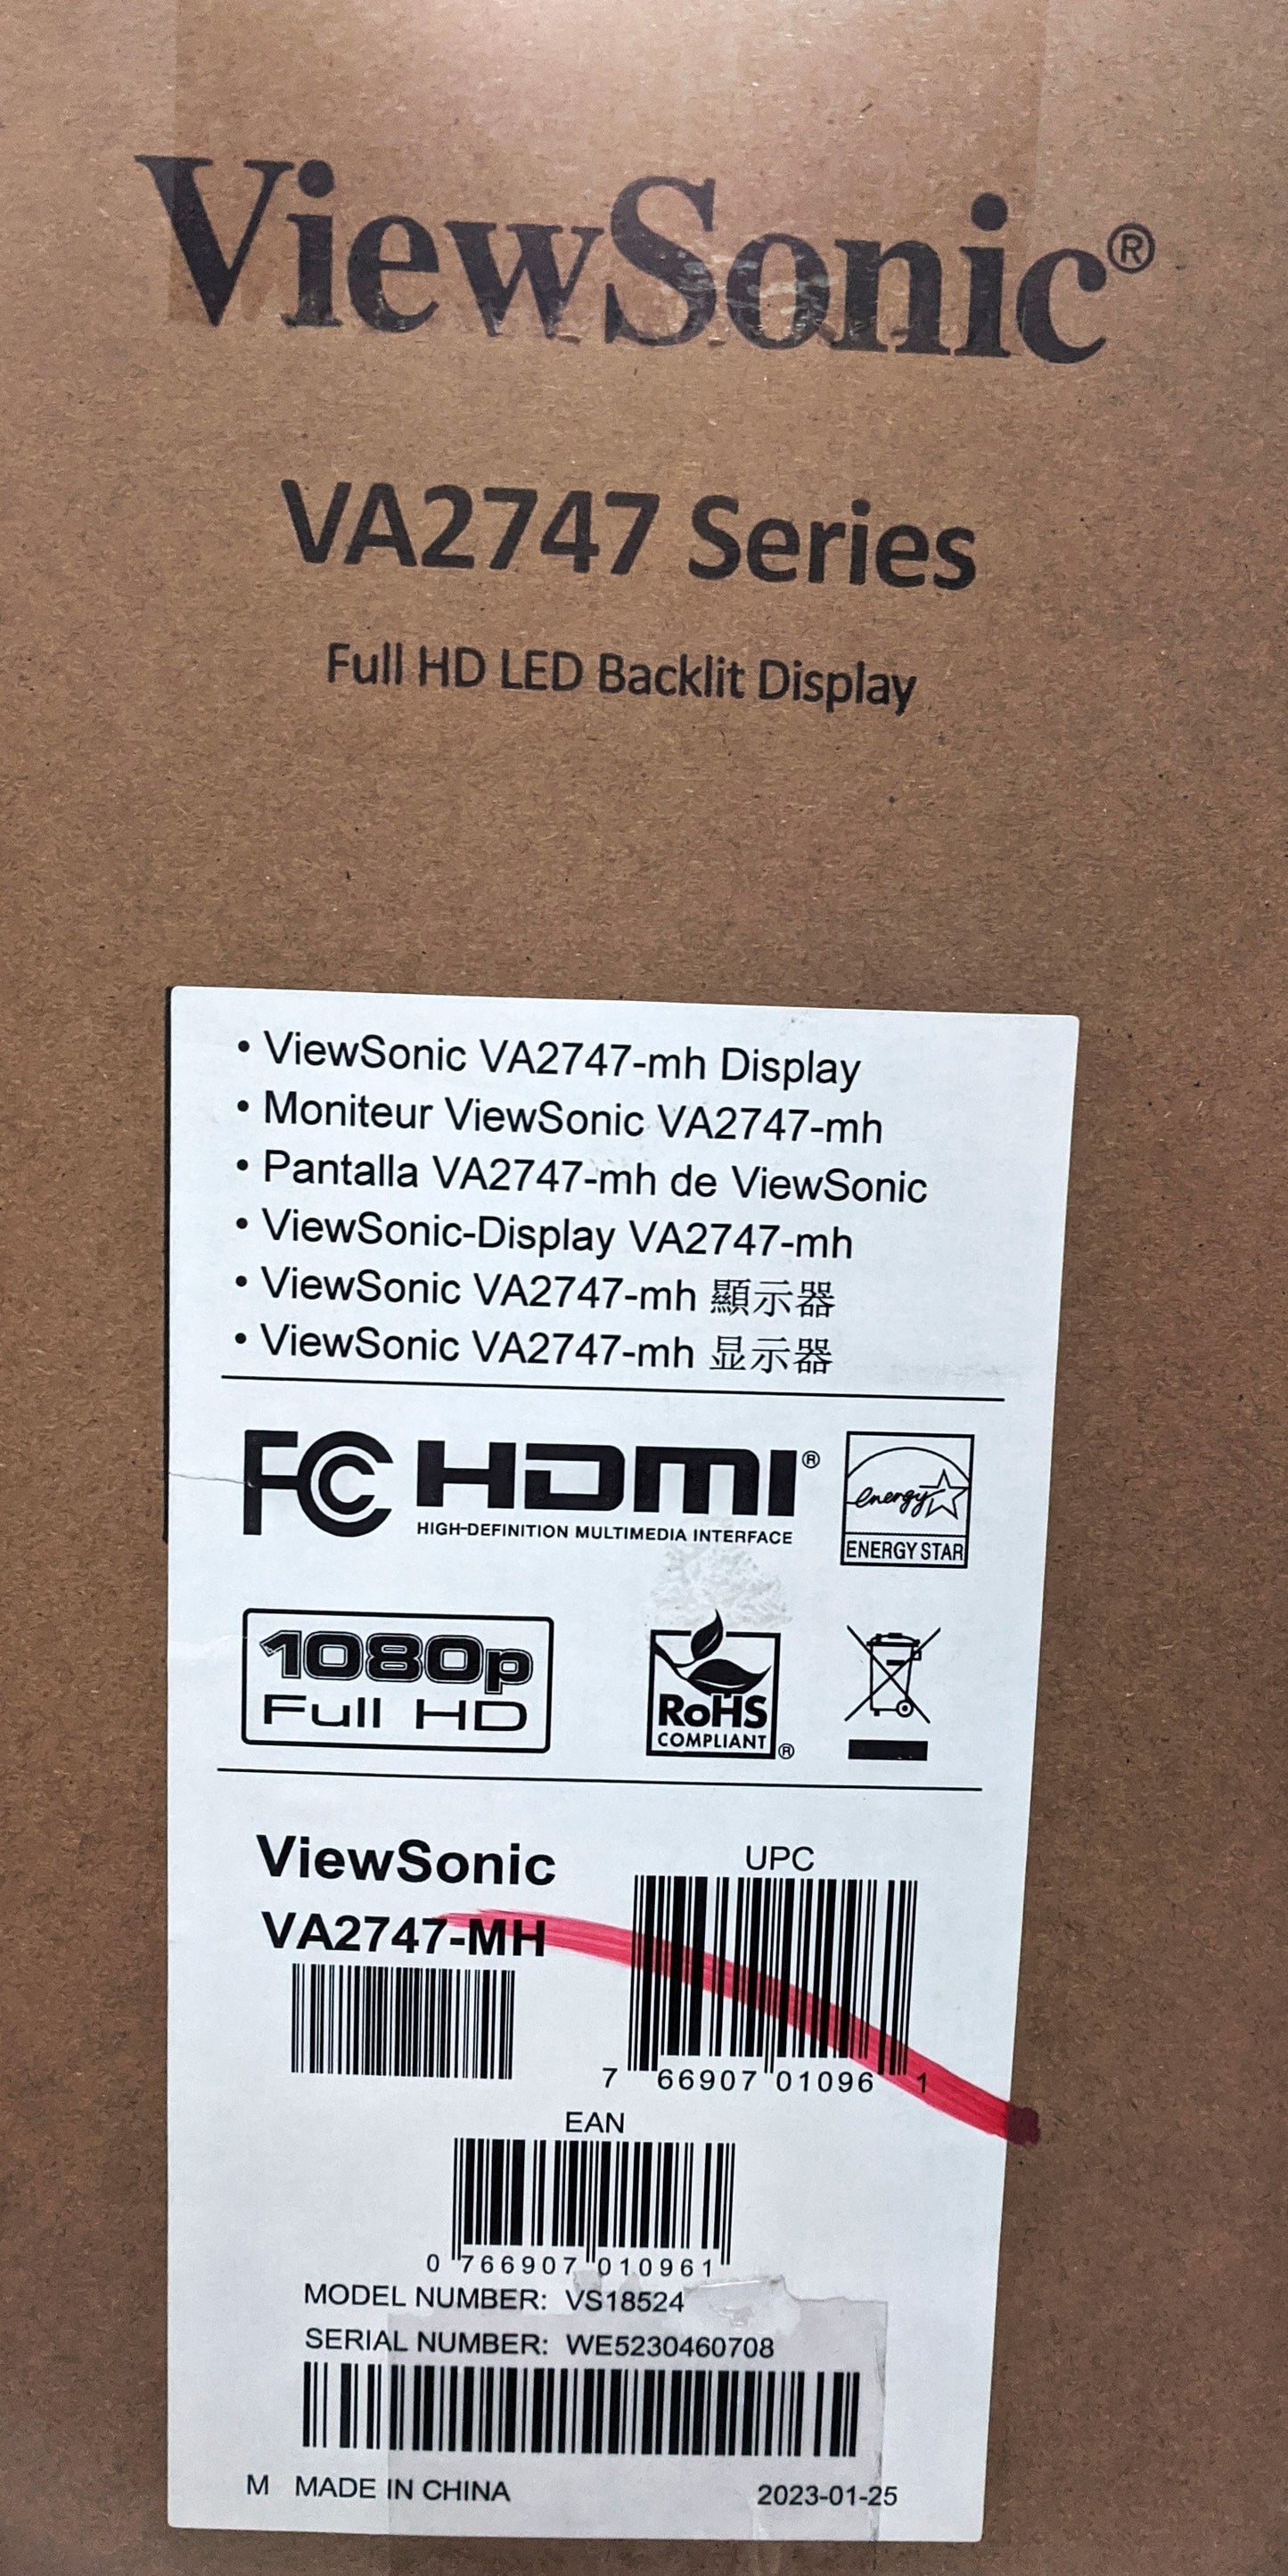 ViewSonic®
VA2747 Series
Full HD LED Backlit Display
• ViewSonic VA2747-mh Display
• Moniteur ViewSonic VA2747-mh
• Pantalla VA2747-mh de ViewSonic
• ViewSonic-Display VA2747-mh
• ViewSonic VA2747-mh 顯示器
• ViewSonic VA2747-mh 显示器
FC HDMI®
HIGH-DEFINITION MULTIMEDIA INTERFACE
energy
ENERGY STAR
1080p
Full HD
RoHS
COMPLIANT®
ViewSonic
VA2747-MH
UPC
7 66907 01096 1
EAN
0 766907 010961
MODEL NUMBER: VS18524
SERIAL NUMBER: WE5230460708
M MADE IN CHINA 2023-01-25